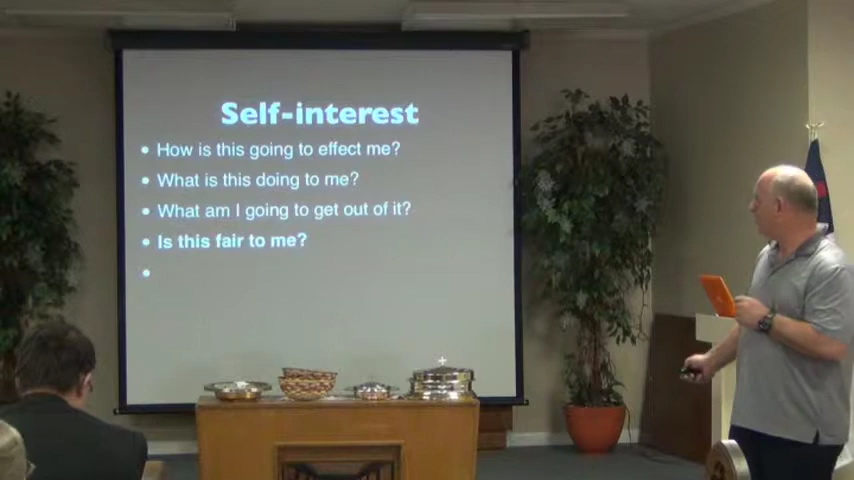 Self-interest
• How is this going to effect me?
• What is this doing to me?
• What am I going to get out of it?
• Is this fair to me?
•